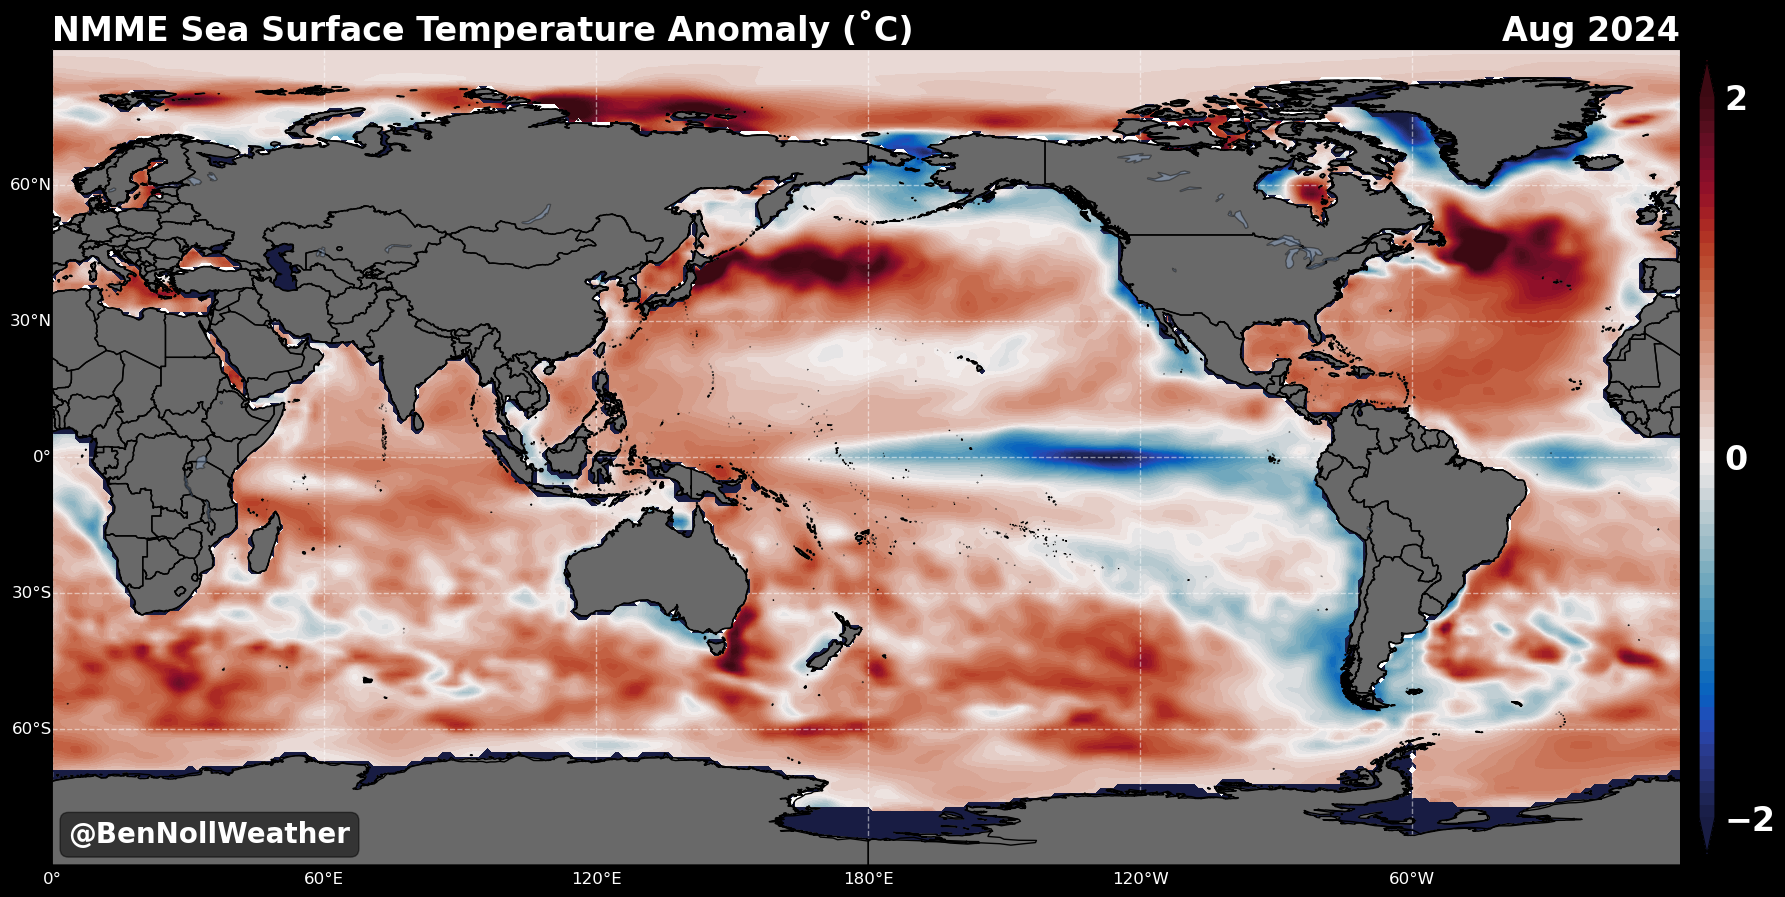 NMME Sea Surface Temperature Anomaly (˚C)
Aug 2024
2
0
−2
60°N
30°N
0°
30°S
60°S
@BenNollWeather
0°
60°E
120°E
180°E
120°W
60°W